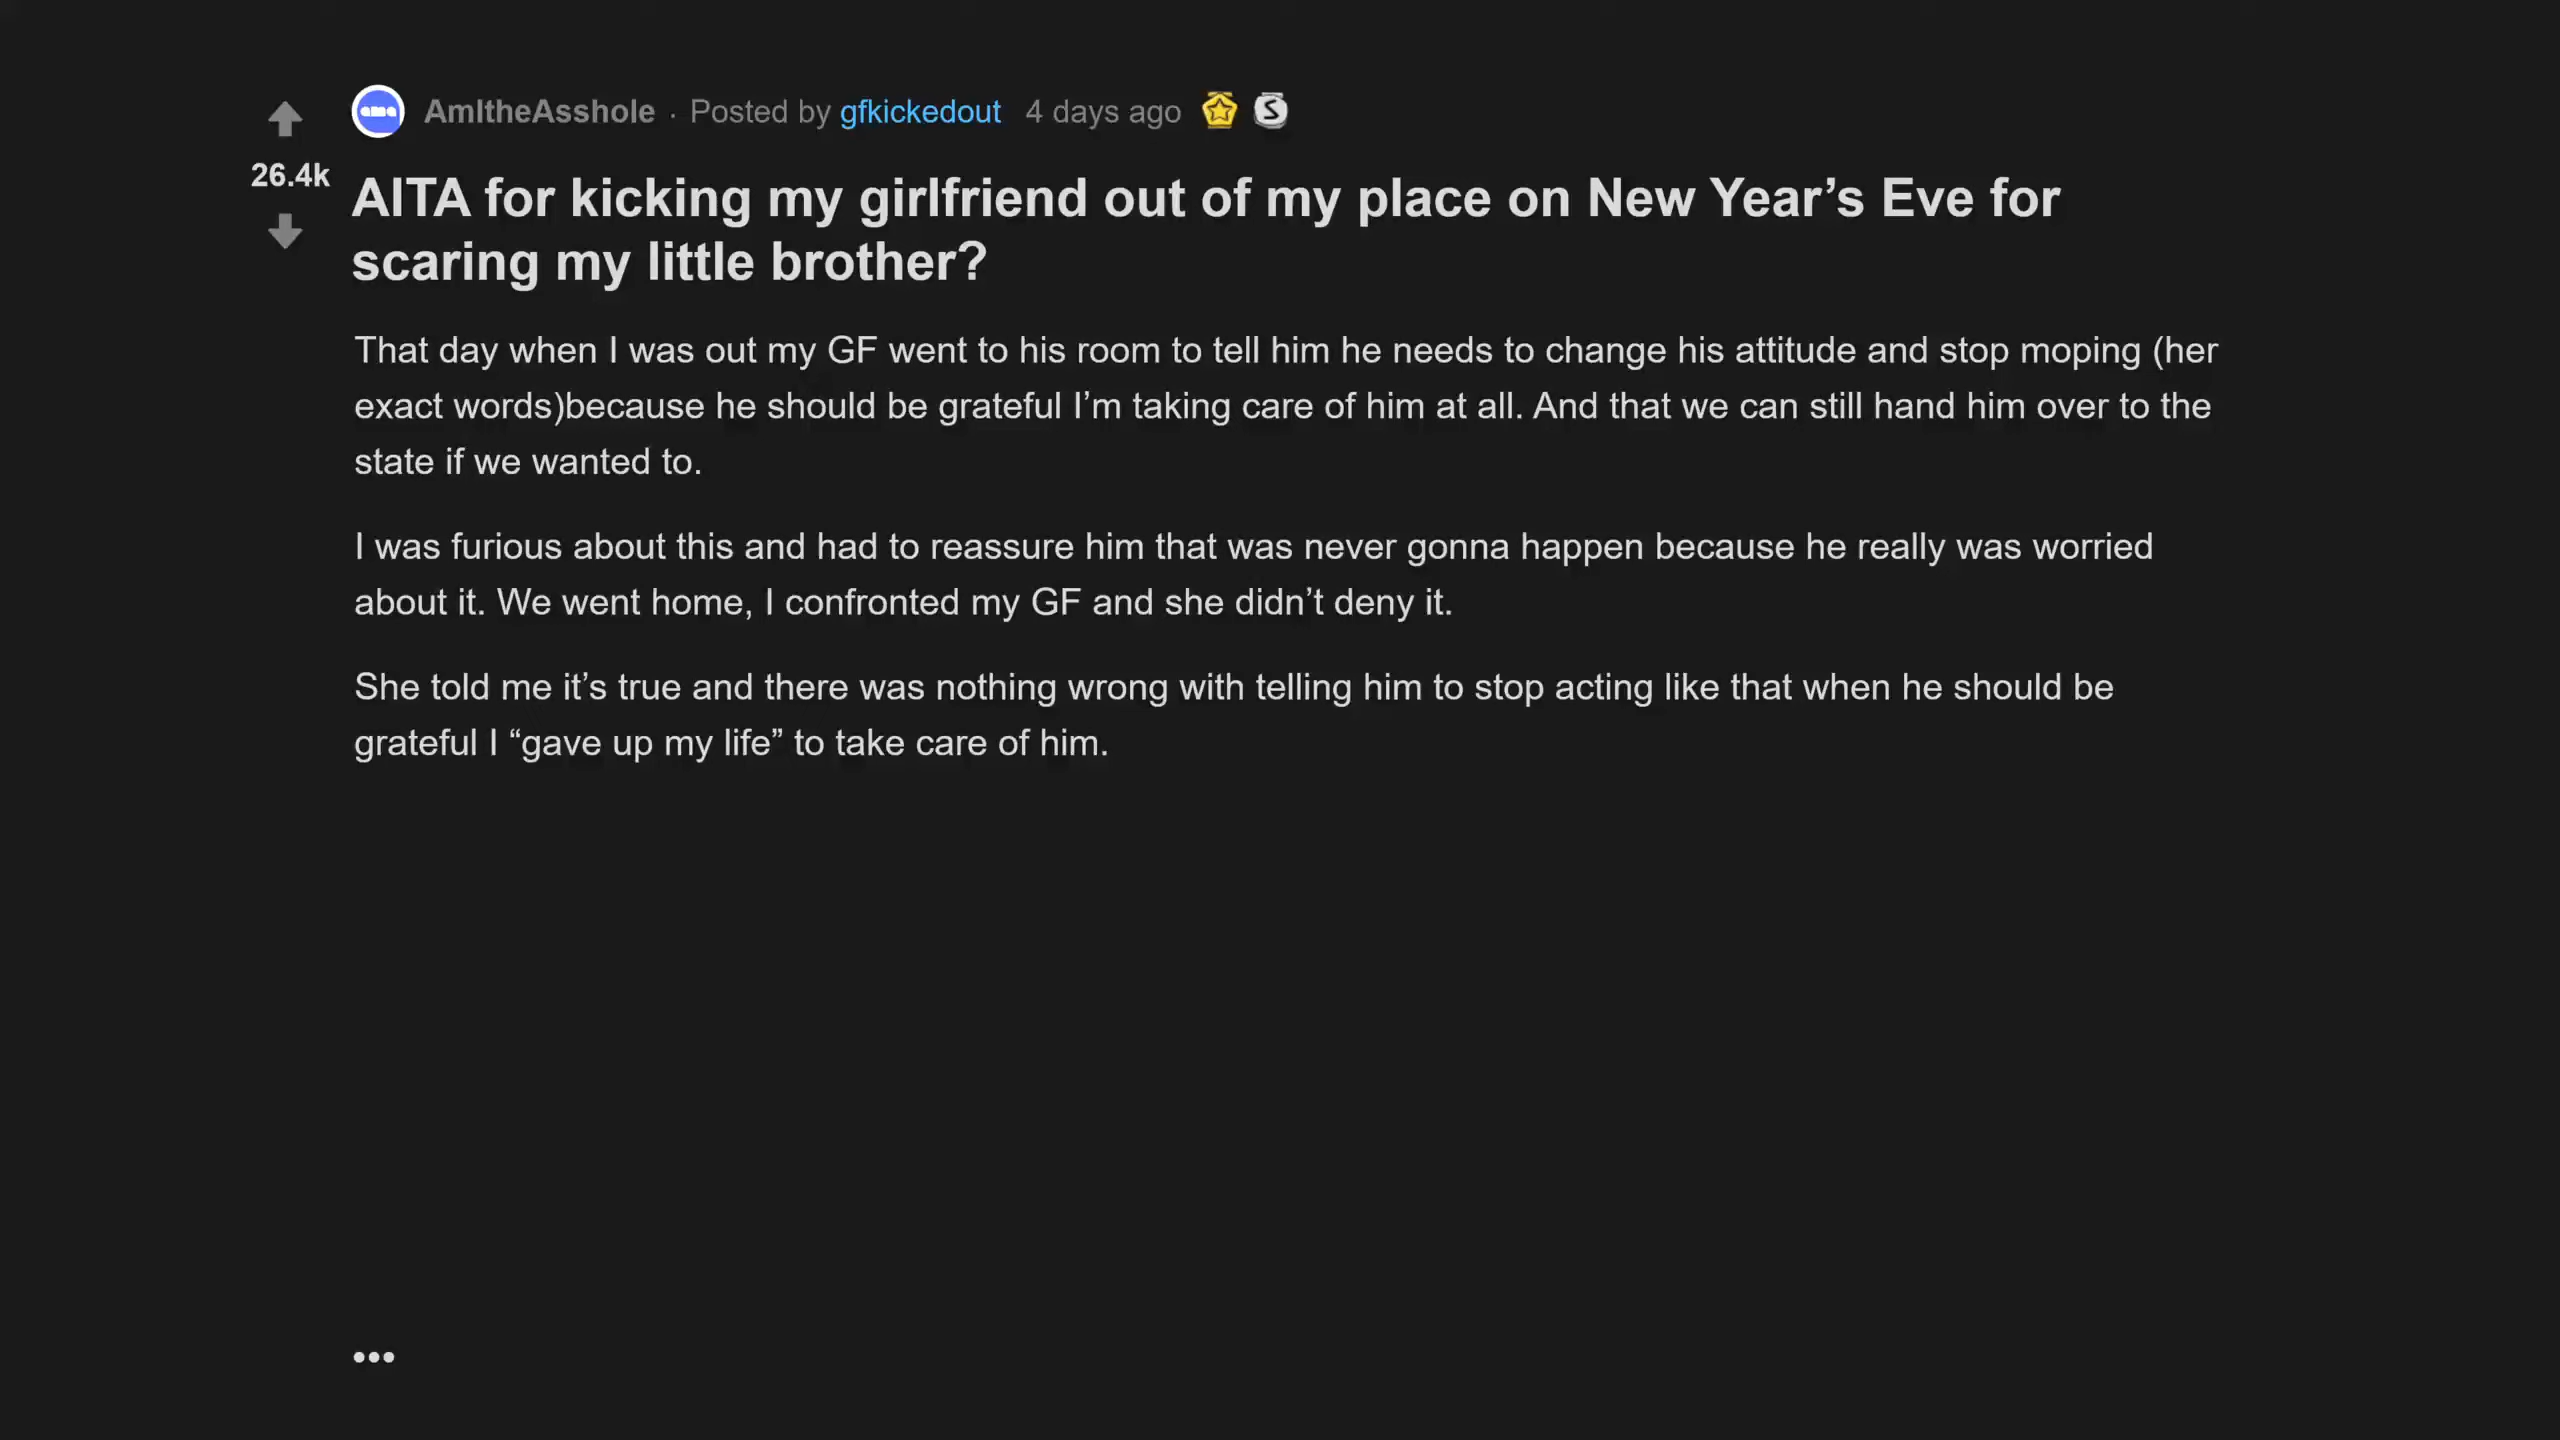 AmItheAsshole · Posted by gfkickedout 4 days ago
26.4k
AITA for kicking my girlfriend out of my place on New Year’s Eve for
scaring my little brother?
That day when I was out my GF went to his room to tell him he needs to change his attitude and stop moping (her
exact words)because he should be grateful I’m taking care of him at all. And that we can still hand him over to the
state if we wanted to.
I was furious about this and had to reassure him that was never gonna happen because he really was worried
about it. We went home, I confronted my GF and she didn’t deny it.
She told me it’s true and there was nothing wrong with telling him to stop acting like that when he should be
grateful I “gave up my life” to take care of him.